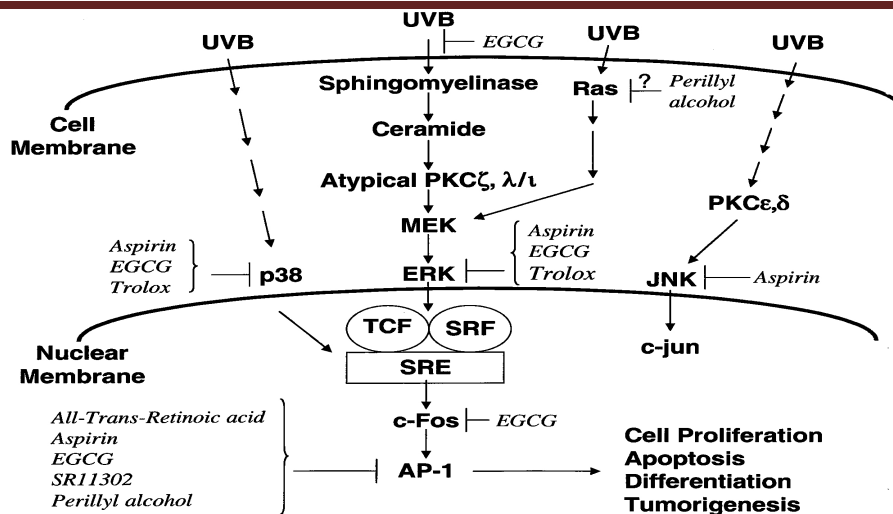 UVB
UVB
EGCG
UVB
UVB
Sphingomyelinase
Ras
?
Perillyl
alcohol
Cell
Membrane
Ceramide
Atypical PKCζ, λ/ι
PKCε,δ
MEK
Aspirin
EGCG
Trolox
p38
ERK
Aspirin
EGCG
Trolox
JNK
Aspirin
TCF
SRF
c-jun
Nuclear
Membrane
SRE
All-Trans-Retinoic acid
Aspirin
EGCG
SR11302
Perillyl alcohol
c-Fos
EGCG
AP-1
Cell Proliferation
Apoptosis
Differentiation
Tumorigenesis